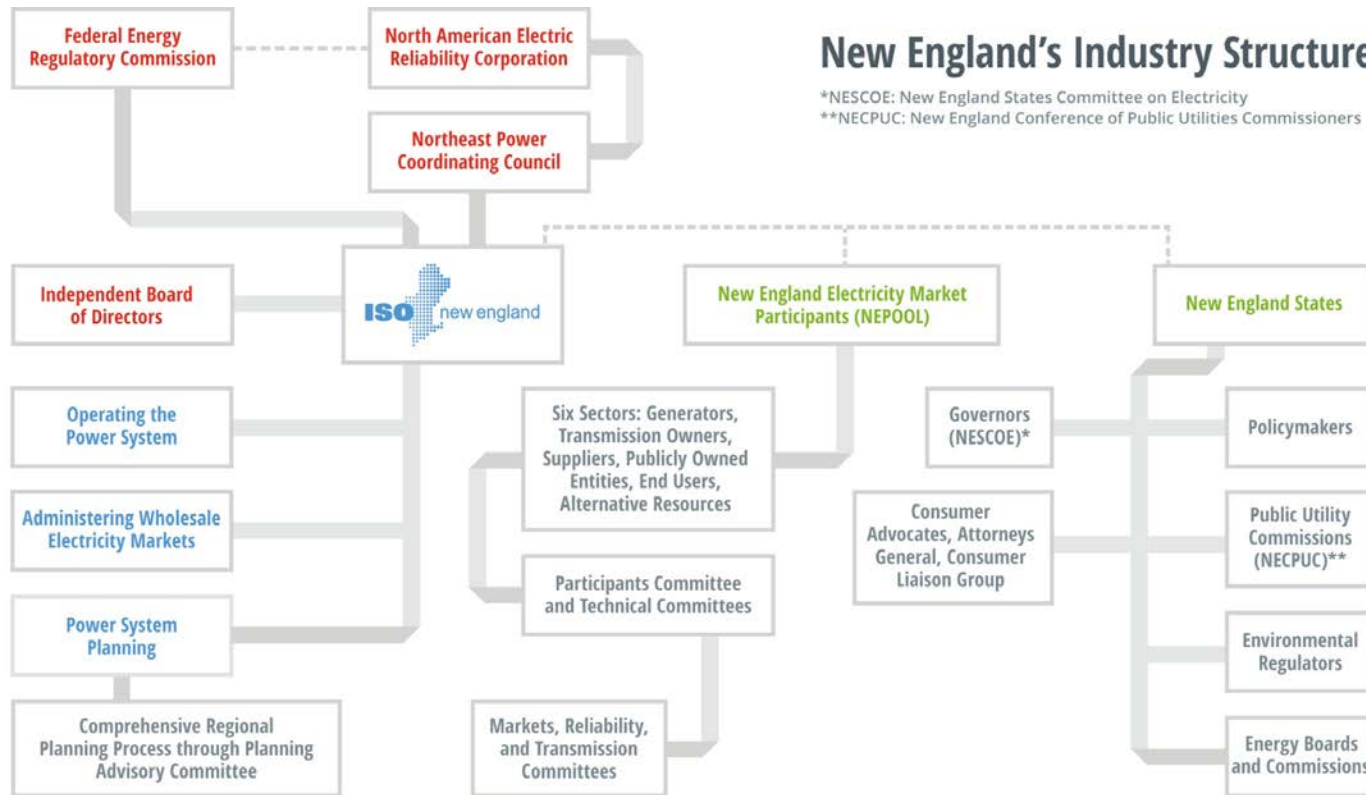 Federal Energy
Regulatory Commission
North American Electric
Reliability Corporation
New England's Industry Structure
*NESCOE: New England States Committee on Electricity
**NECPUC: New England Conference of Public Utilities Commissioners
Northeast Power
Coordinating Council
Independent Board
of Directors
ISO new england
New England Electricity Market
Participants (NEPOOL)
New England States
Operating the
Power System
Six Sectors: Generators,
Transmission Owners,
Suppliers, Publicly Owned
Entities, End Users,
Alternative Resources
Governors
(NESCOE)*
Policymakers
Administering Wholesale
Electricity Markets
Consumer
Advocates, Attorneys
General, Consumer
Liaison Group
Public Utility
Commissions
(NECPUC)**
Participants Committee
and Technical Committees
Power System
Planning
Environmental
Regulators
Comprehensive Regional
Planning Process through Planning
Advisory Committee
Markets, Reliability,
and Transmission
Committees
Energy Boards
and Commissions